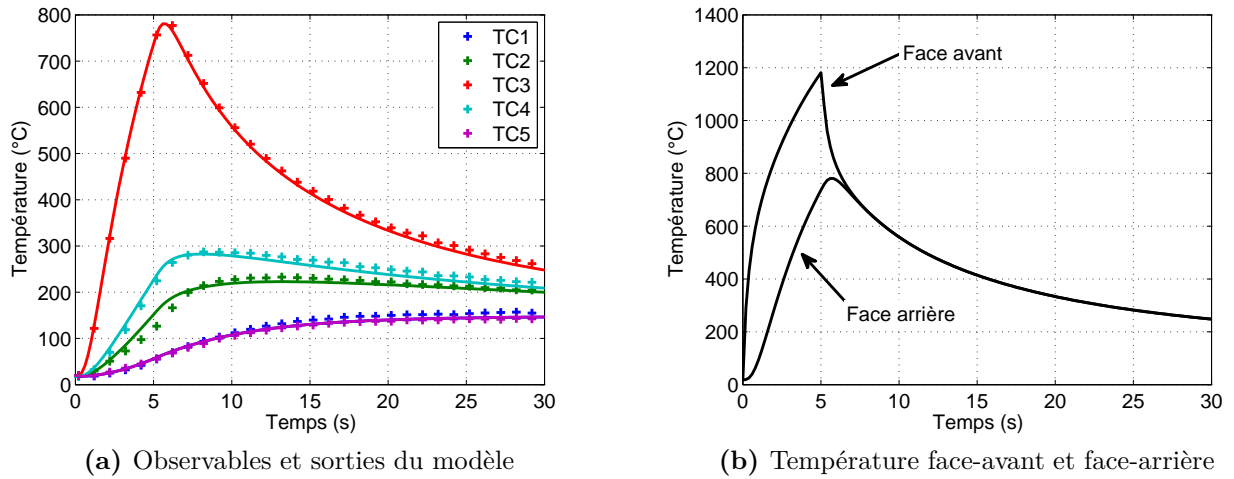 800
700
600
500
400
300
200
100
0
Température (°C)
0
5
10
15
20
25
30
Temps (s)
TC1
TC2
TC3
TC4
TC5
(a) Observables et sorties du modèle
1400
1200
1000
800
600
400
200
0
Température (°C)
0
5
10
15
20
25
30
Temps (s)
Face avant
Face arrière
(b) Température face-avant et face-arrière